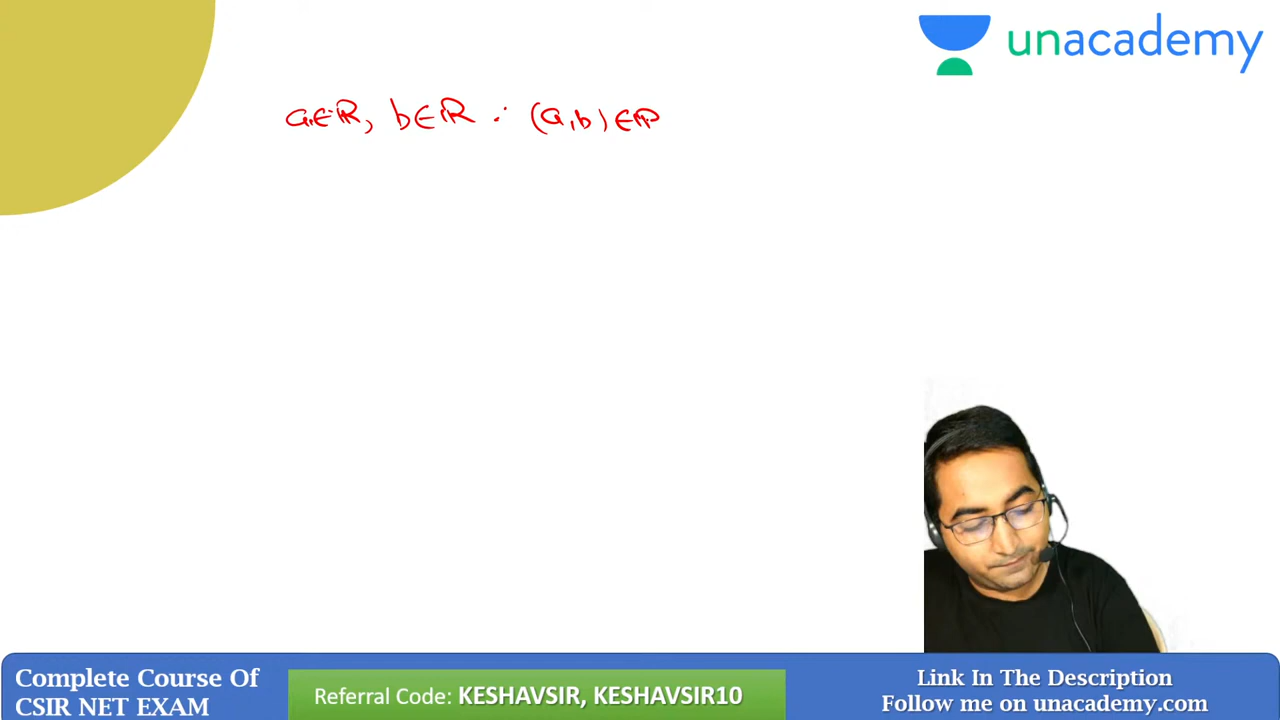 unacademy
a∈ℝ, b∈ℝ ∴ (a,b)∈
Complete Course Of
CSIR NET EXAM
Referral Code: KESHAVSIR, KESHAVSIR10
Link In The Description
Follow me on unacademy.com